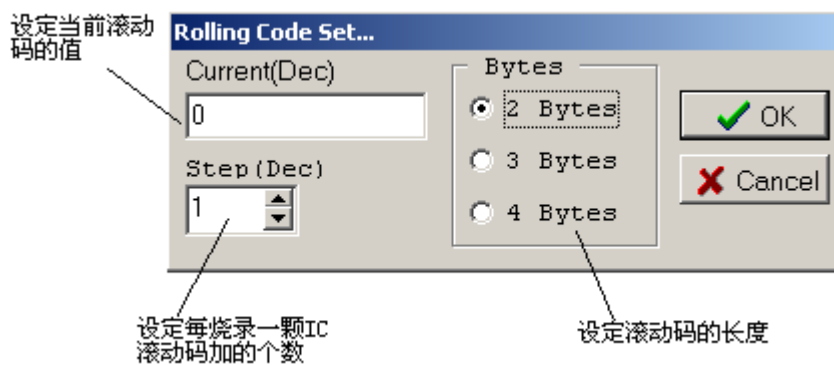 设定当前滚动
码的值
Rolling Code Set...
Current(Dec)
0
Step(Dec)
1
Bytes
2 Bytes
3 Bytes
4 Bytes
OK
Cancel
设定每烧录一颗IC
滚动码加的个数
设定滚动码的长度